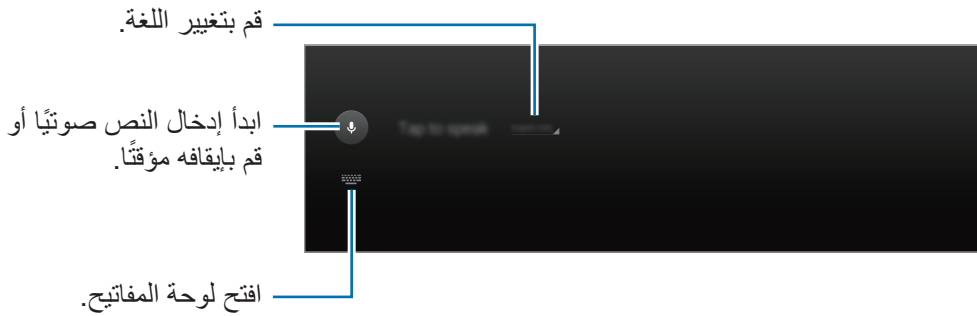 قم بتغيير اللغة.
ابدأ إدخال النص صوتيًا أو
قم بإيقافه مؤقتًا.
Tap to speak
افتح لوحة المفاتيح.